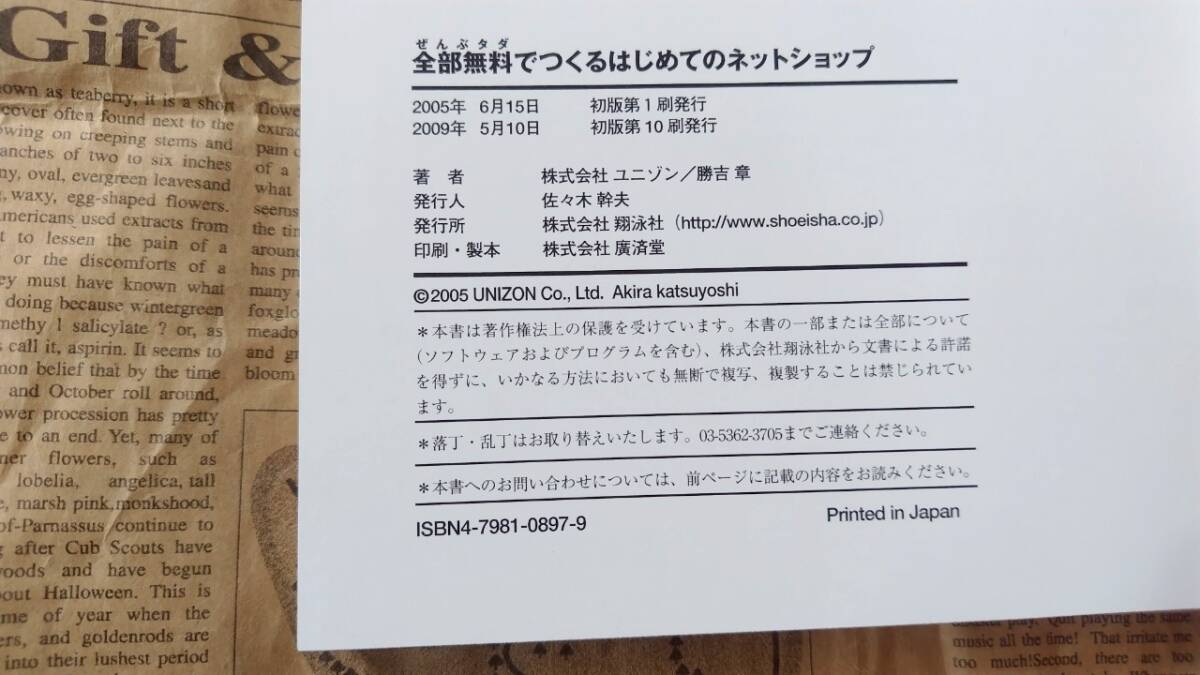 Gift &
own as teaberry, it is a short
cover often found next to the
owing on creeping stems and
anches of two to six inches
ny, oval, evergreen leavesand
, waxy, egg-shaped flowers.
Americans used extracts from
t to lessen the pain of a
or the discomforts of a
ey must have known what
doing because wintergreen
methy l salicylate ? or, as
s call it, aspirin. It seems to
mon belief that by the time
and October roll around,
ower procession has pretty
e to an end. Yet, many of
ner flowers, such as
lobelia, angelica, tall
e, marsh pink,monkshood,
of-Parnassus continue to
g after Cub Scouts have
woods and have begun
bout Halloween. This is
me of year when the
ers, and goldenrods are
into their lushest period
flowe
extrac
pain o
of a
what
seems
the tin
around
has pr
many
foxglo
meado
and gr
bloom
ぜんぶタダ
全部無料でつくるはじめてのネットショップ
2005年 6月15日 初版第1刷発行
2009年 5月10日 初版第10刷発行
著 者 株式会社 ユニゾン／勝吉 章
発行人 佐々木 幹夫
発行所 株式会社 翔泳社（http://www.shoeisha.co.jp）
印刷・製本 株式会社 廣済堂
©2005 UNIZON Co., Ltd. Akira katsuyoshi
＊本書は著作権法上の保護を受けています。本書の一部または全部について
（ソフトウェアおよびプログラムを含む）、株式会社翔泳社から文書による許諾
を得ずに、いかなる方法においても無断で複写、複製することは禁じられてい
ます。
＊落丁・乱丁はお取り替えいたします。03-5362-3705までご連絡ください。
＊本書へのお問い合わせについては、前ページに記載の内容をお読みください。
ISBN4-7981-0897-9
Printed in Japan
play. Quit playing the same
music all the time! That irritate me
too much!Second, there are too